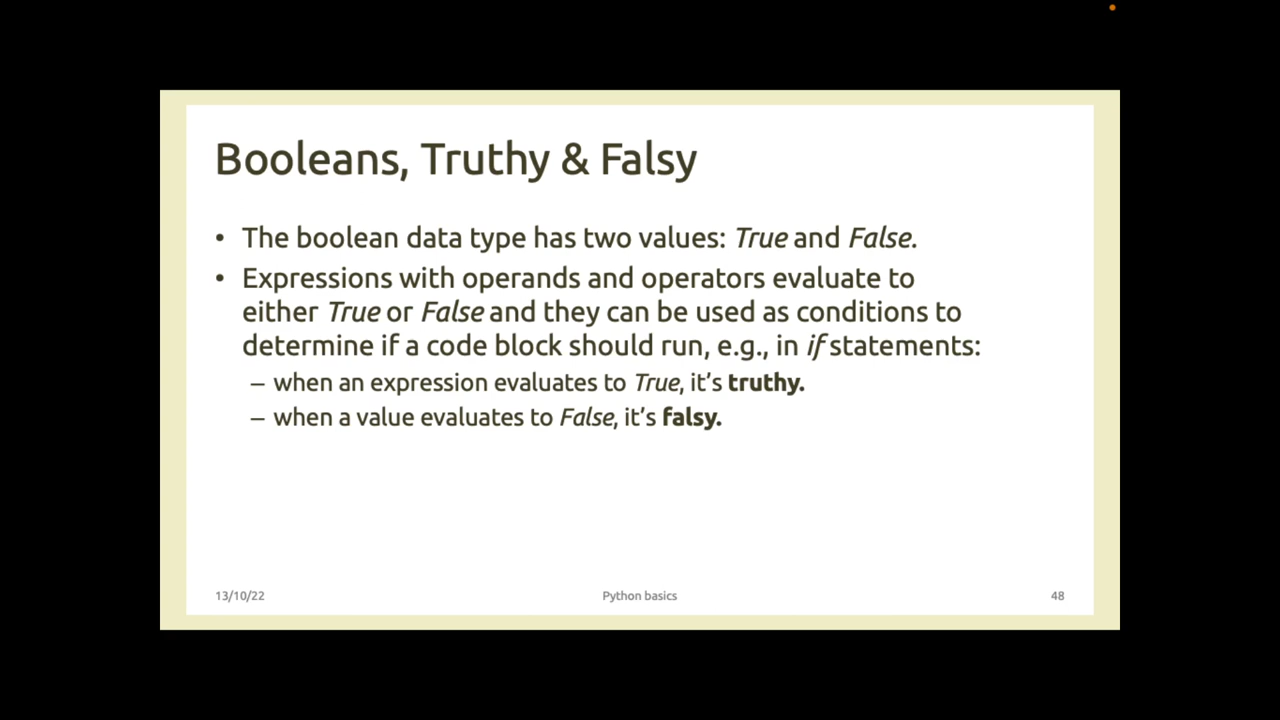 Booleans, Truthy & Falsy
• The boolean data type has two values: True and False.
• Expressions with operands and operators evaluate to
either True or False and they can be used as conditions to
determine if a code block should run, e.g., in if statements:
– when an expression evaluates to True, it’s truthy.
– when a value evaluates to False, it’s falsy.
13/10/22
Python basics
48